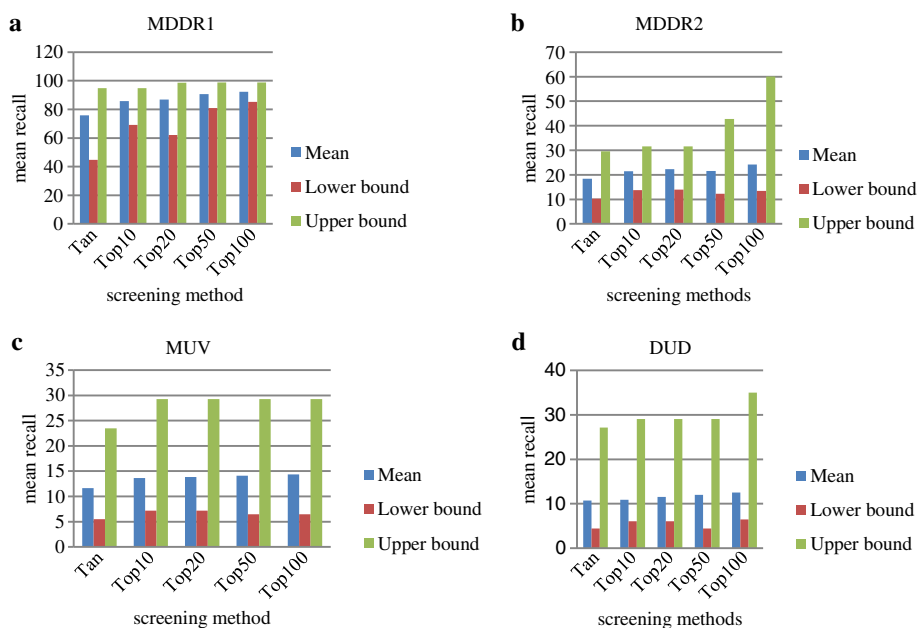 a
MDDR1
120
100
80
60
40
20
0
mean recall
Tan
Top10
Top20
Top50
Top100
screening method
Mean
Lower bound
Upper bound
b
MDDR2
70
60
50
40
30
20
10
0
mean recall
Tan
Top10
Top20
Top50
Top100
screening methods
Mean
Lower bound
Upper bound
c
MUV
35
30
25
20
15
10
5
0
mean recall
Tan
Top10
Top20
Top50
Top100
screening method
Mean
Lower bound
Upper bound
d
DUD
40
30
20
10
0
mean recall
Tan
Top10
Top20
Top50
Top100
screening methods
Mean
Lower bound
Upper bound